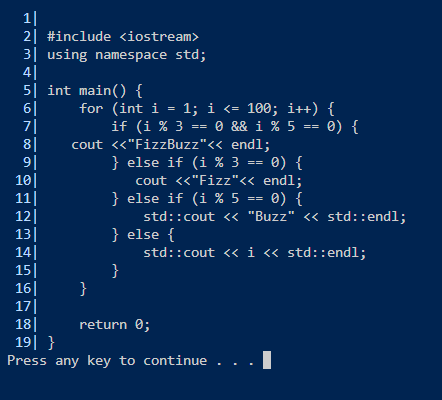 1|
 2| #include <iostream>
 3| using namespace std;
 4|
 5| int main() {
 6|     for (int i = 1; i <= 100; i++) {
 7|         if (i % 3 == 0 && i % 5 == 0) {
 8|    cout <<"FizzBuzz"<< endl;
 9|         } else if (i % 3 == 0) {
10|            cout <<"Fizz"<< endl;
11|         } else if (i % 5 == 0) {
12|             std::cout << "Buzz" << std::endl;
13|         } else {
14|             std::cout << i << std::endl;
15|         }
16|     }
17|
18|     return 0;
19| }
Press any key to continue . . .